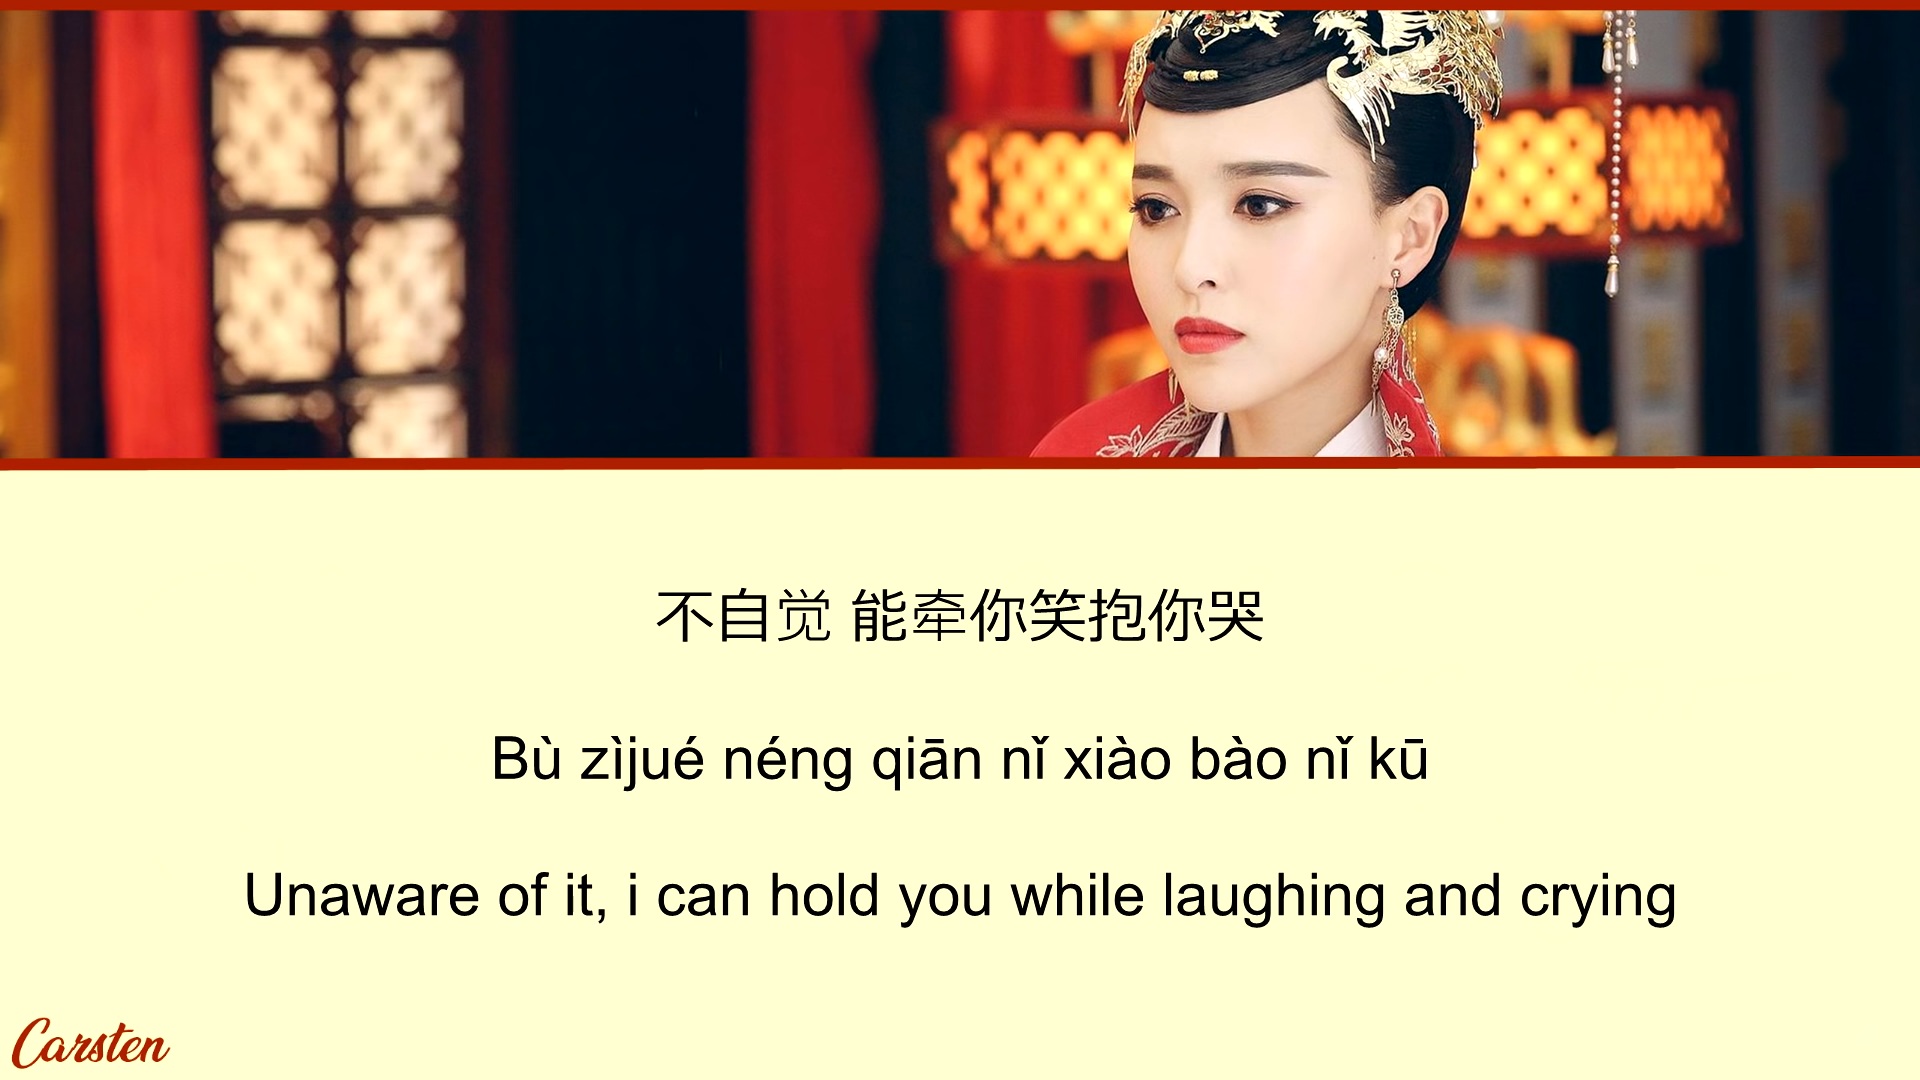 不自觉 能牵你笑抱你哭
Bù zìjué néng qiān nǐ xiào bào nǐ kū
Unaware of it, i can hold you while laughing and crying
Carsten